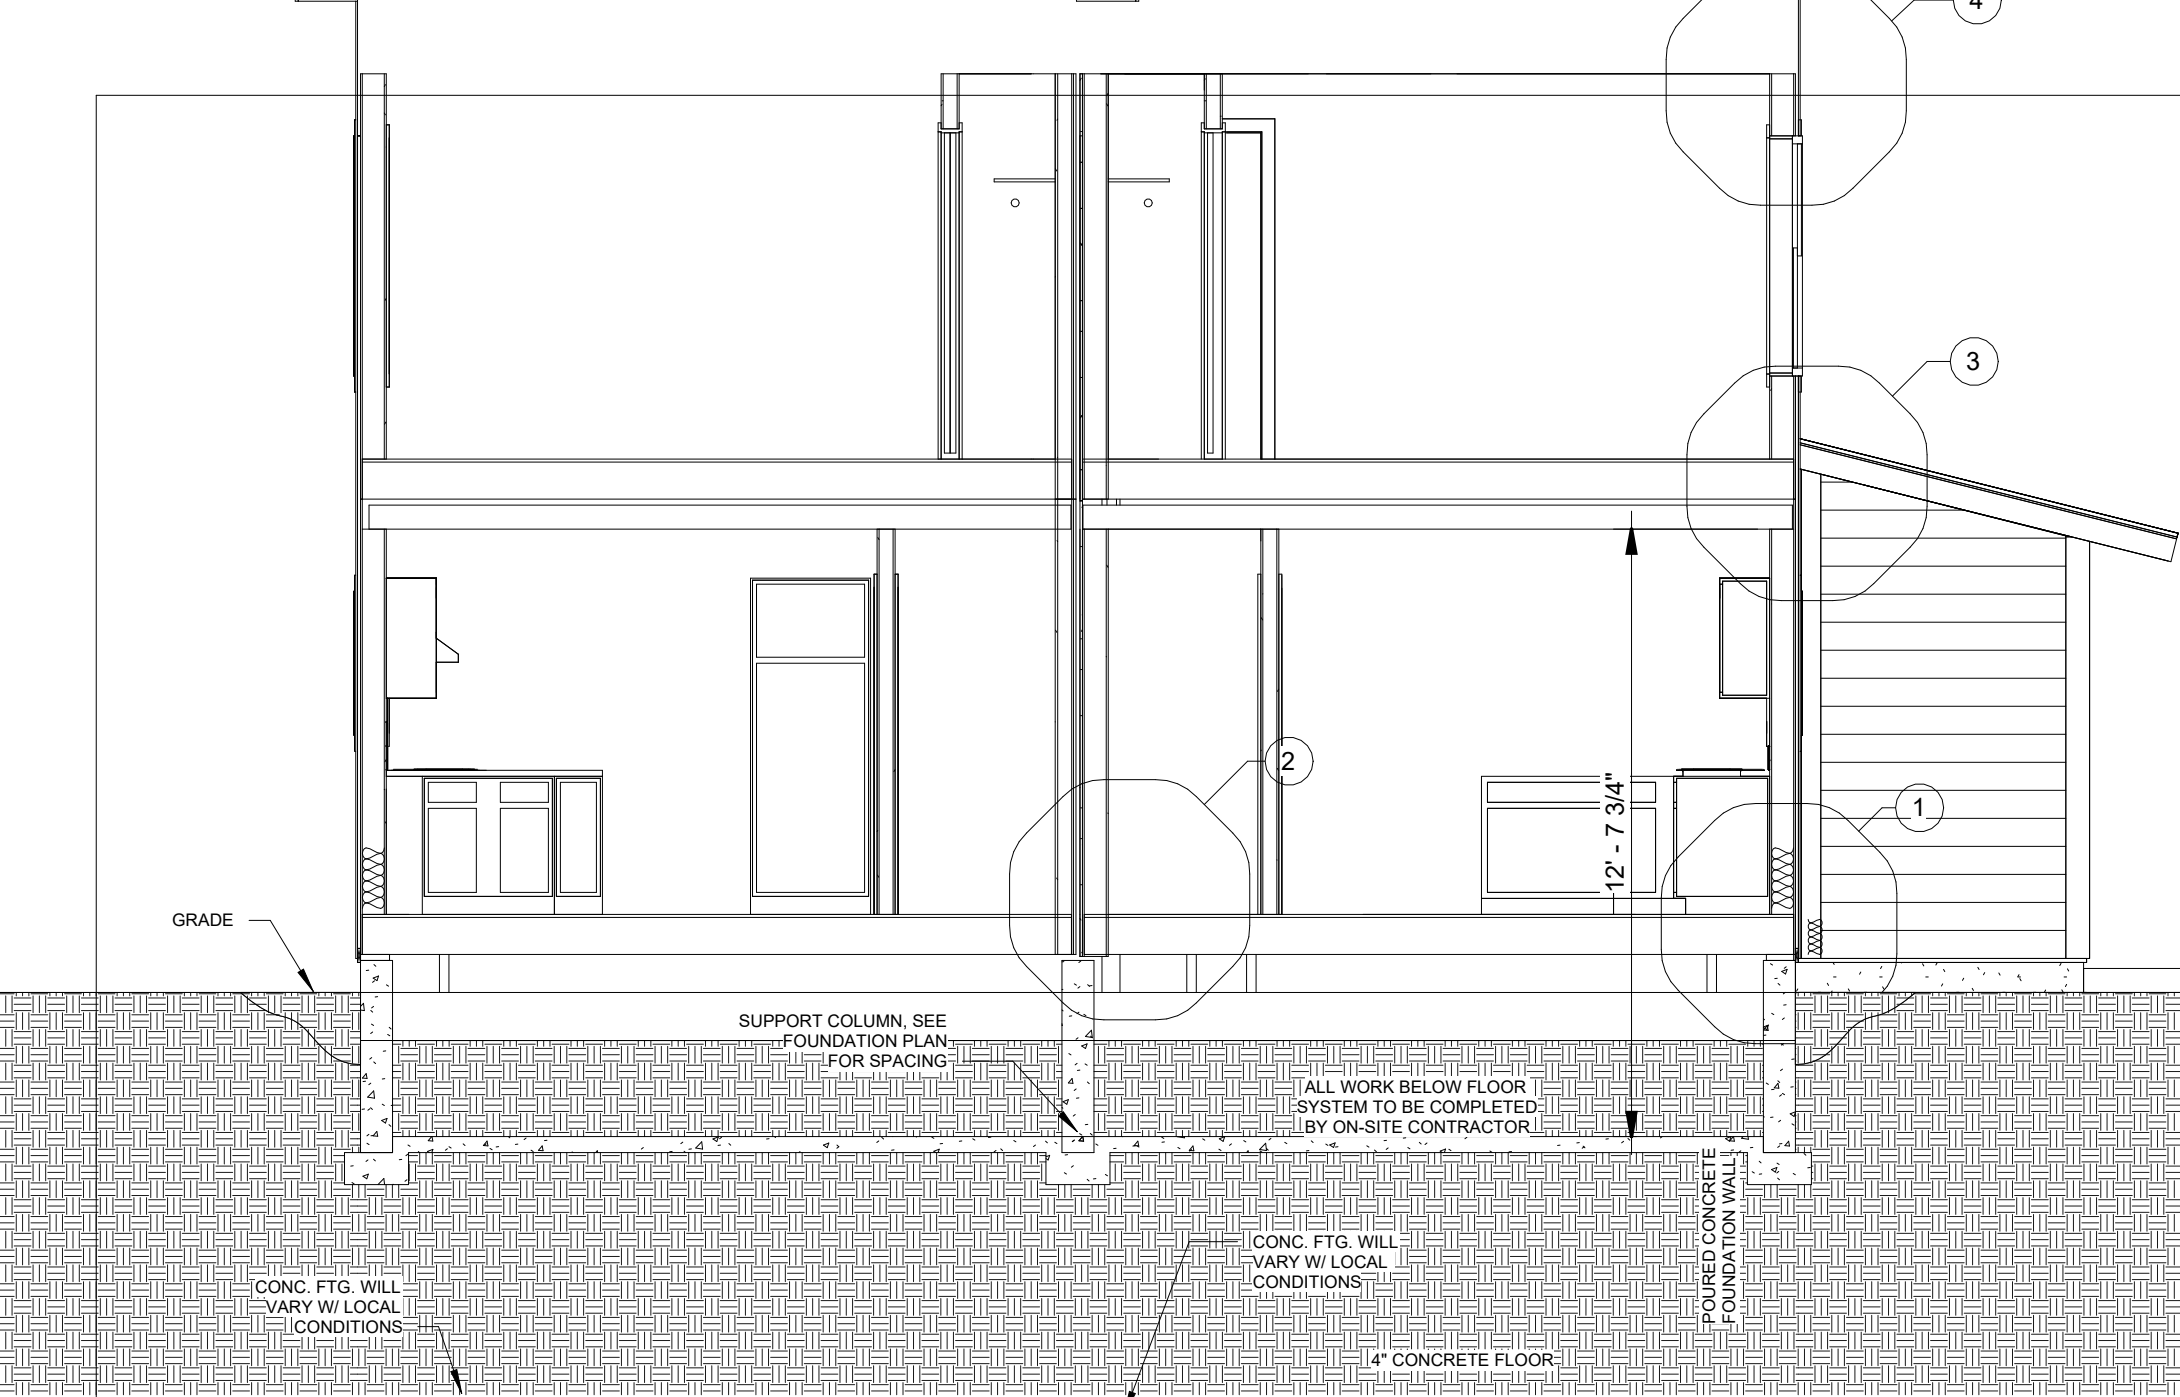 4
3
2
1
12' - 7 3/4"
GRADE
SUPPORT COLUMN, SEE
FOUNDATION PLAN
FOR SPACING
ALL WORK BELOW FLOOR
SYSTEM TO BE COMPLETED
BY ON-SITE CONTRACTOR
POURED CONCRETE
FOUNDATION WALL
CONC. FTG. WILL
VARY W/ LOCAL
CONDITIONS
CONC. FTG. WILL
VARY W/ LOCAL
CONDITIONS
4" CONCRETE FLOOR